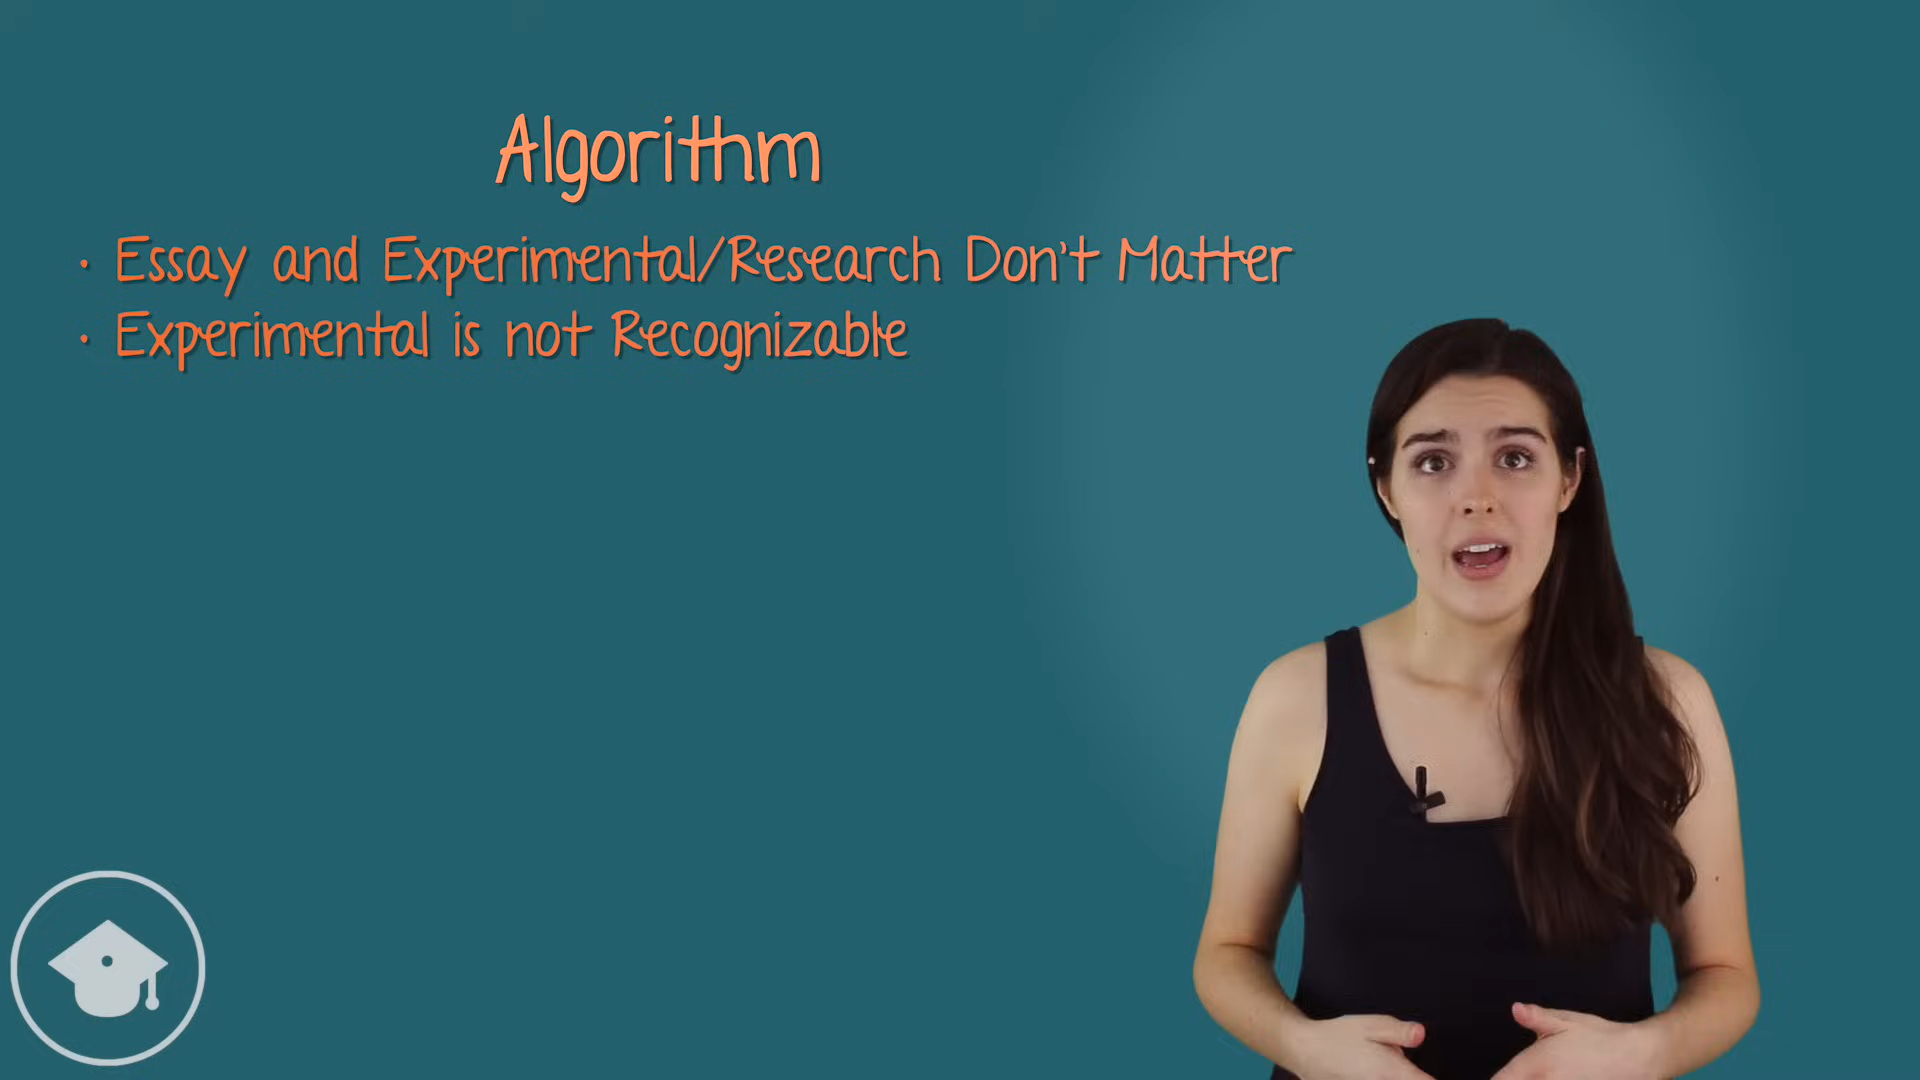 Algorithm
• Essay and Experimental/Research Don't Matter
• Experimental is not Recognizable